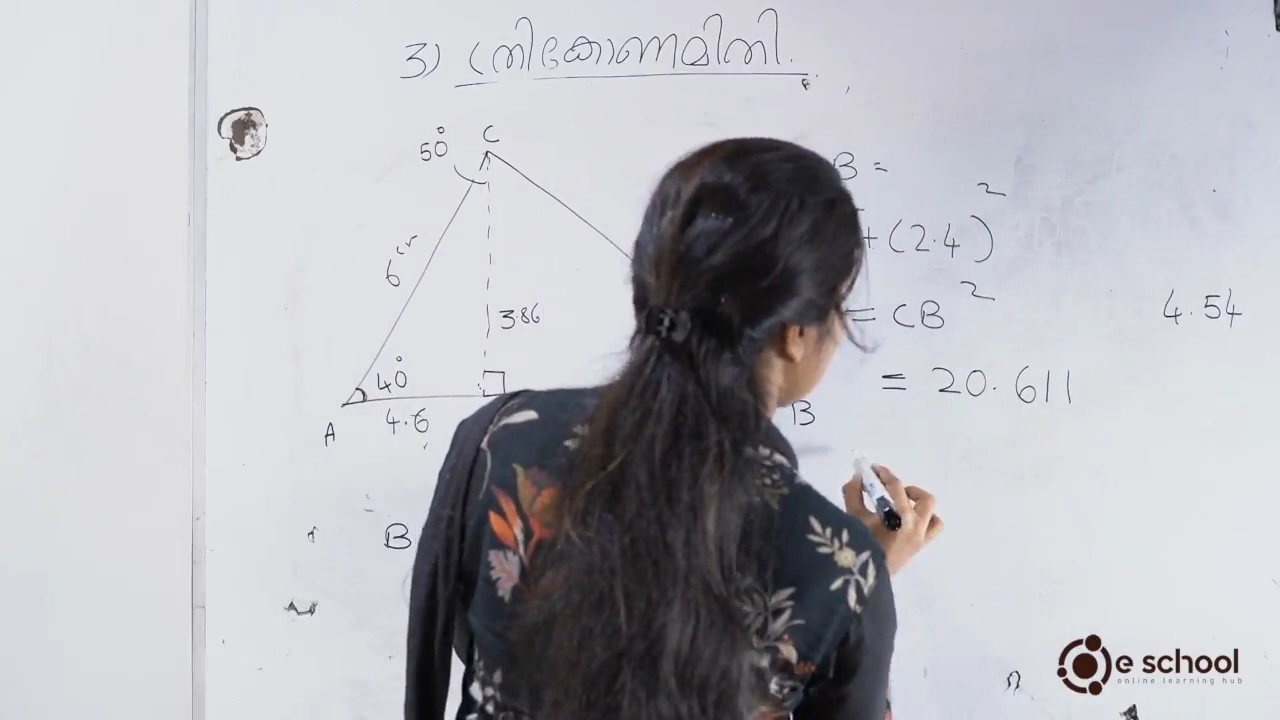 3) ത്രികോണമിതി.
C
50°
6
40°
A
4.6
3.86
B
B
B =
+ (2.4)²
= CB²
= 20.611
4.54
e school
online learning hub